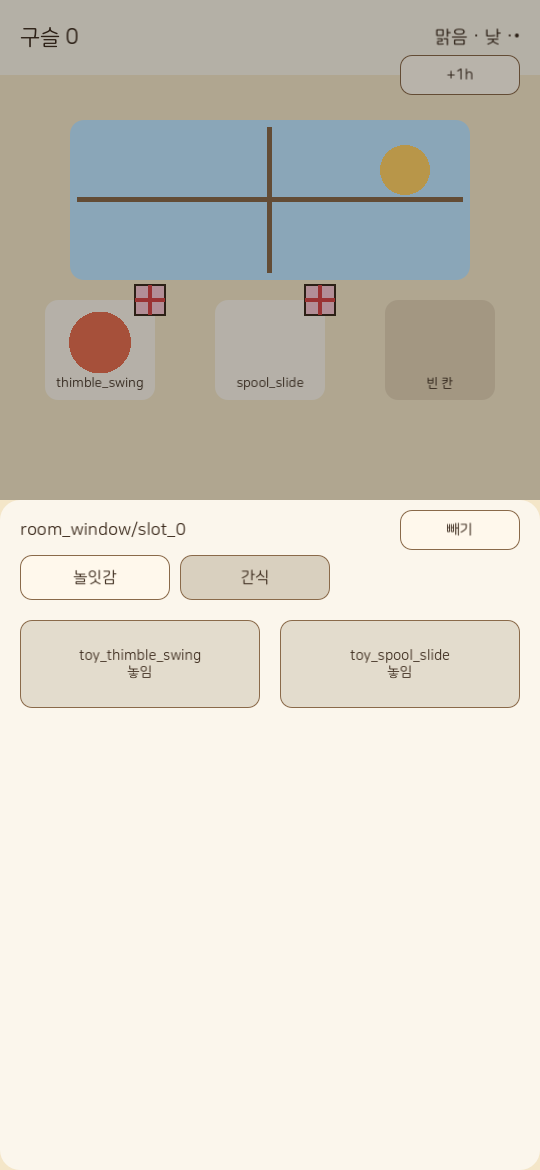 구슬 0
맑음 · 낮 ··
+1h
thimble_swing
spool_slide
빈 칸
room_window/slot_0
빼기
놀잇감
간식
toy_thimble_swing
놓임
toy_spool_slide
놓임